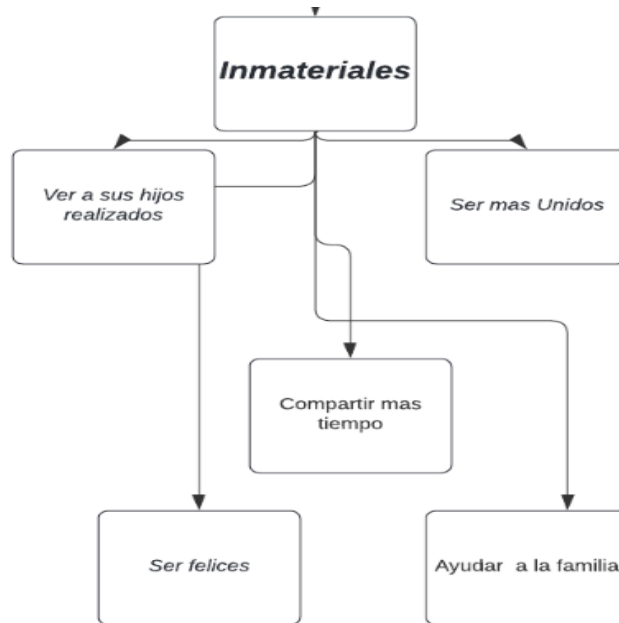 Inmateriales
Ver a sus hijos
realizados
Ser mas Unidos
Compartir mas
tiempo
Ser felices
Ayudar a la familia